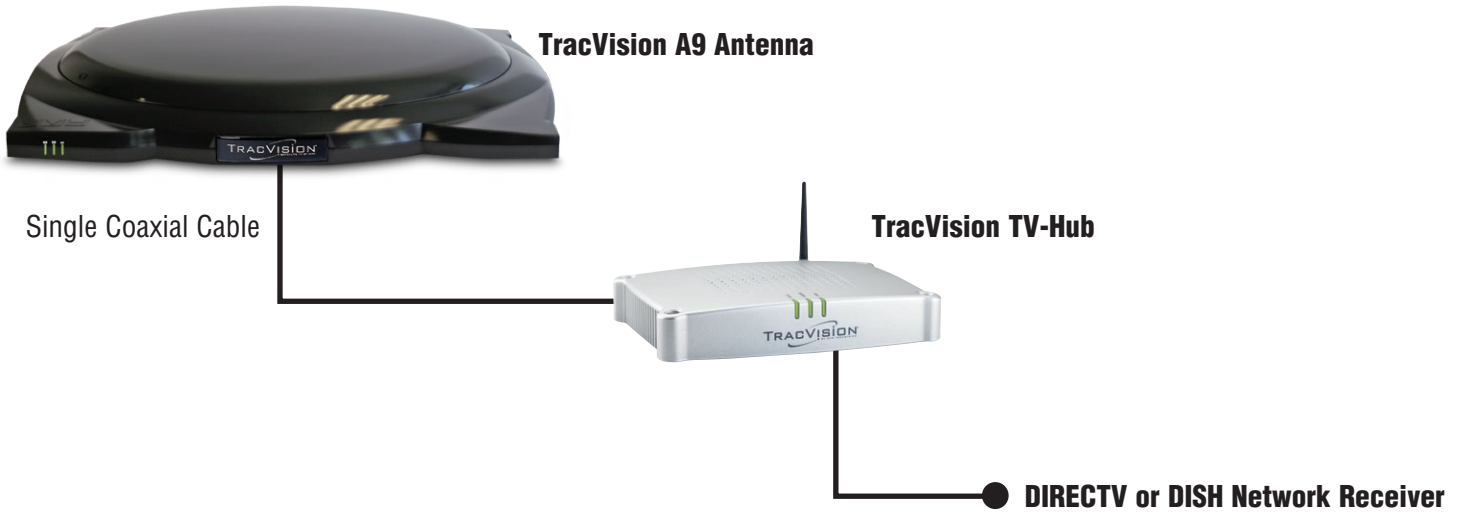 TracVision A9 Antenna
TRACVISION
Single Coaxial Cable
TracVision TV-Hub
TRACVISION
DIRECTV or DISH Network Receiver